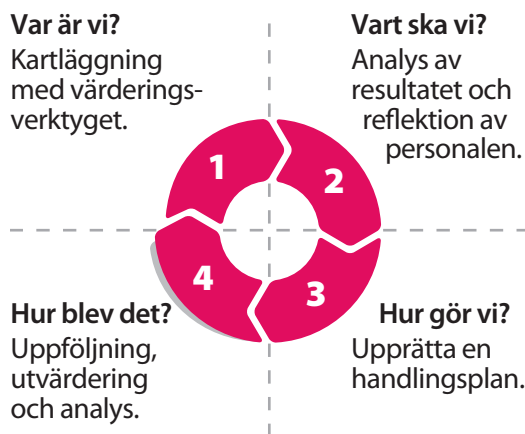 Var är vi?
Kartläggning
med värderings-
verktyget.
Vart ska vi?
Analys av
resultatet och
reflektion av
personalen.
1
2
3
4
Hur gör vi?
Upprätta en
handlingsplan.
Hur blev det?
Uppföljning,
utvärdering
och analys.